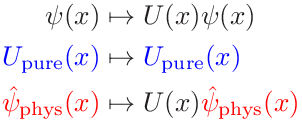 ψ(x) ↦ U(x)ψ(x)
U_pure(x) ↦ U_pure(x)
ψ̂_phys(x) ↦ U(x)ψ̂_phys(x)